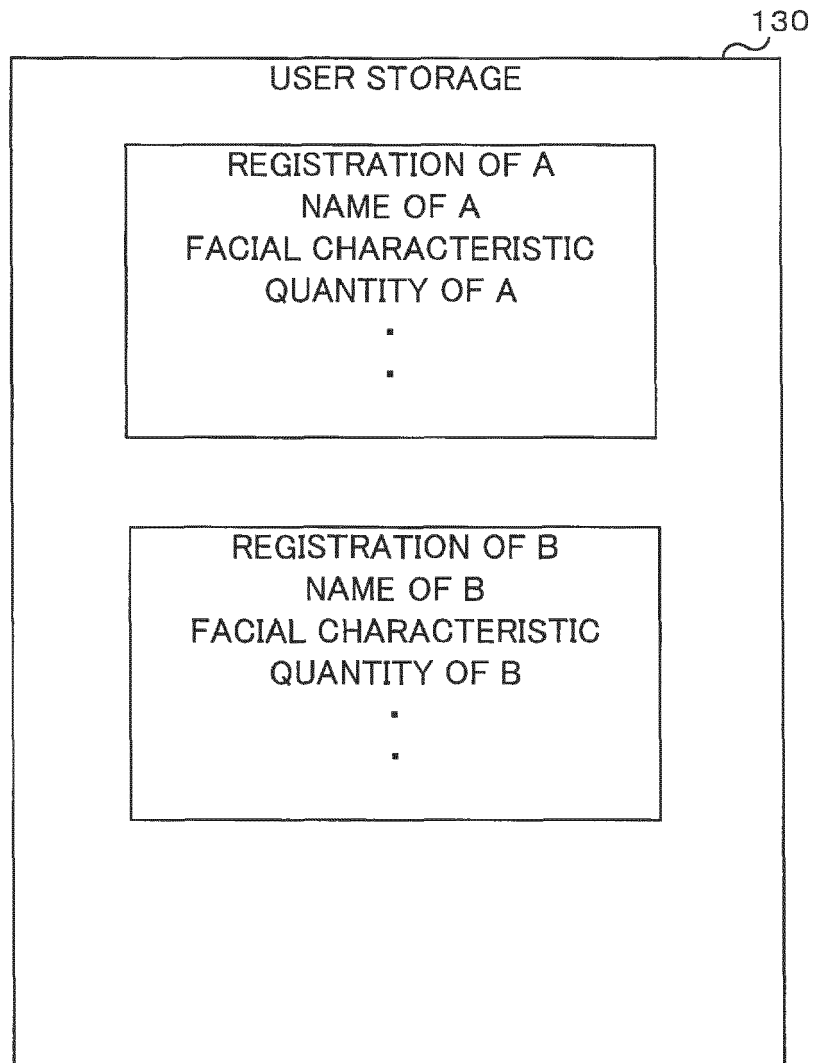 130
USER STORAGE
REGISTRATION OF A
NAME OF A
FACIAL CHARACTERISTIC
QUANTITY OF A
.
.
REGISTRATION OF B
NAME OF B
FACIAL CHARACTERISTIC
QUANTITY OF B
.
.